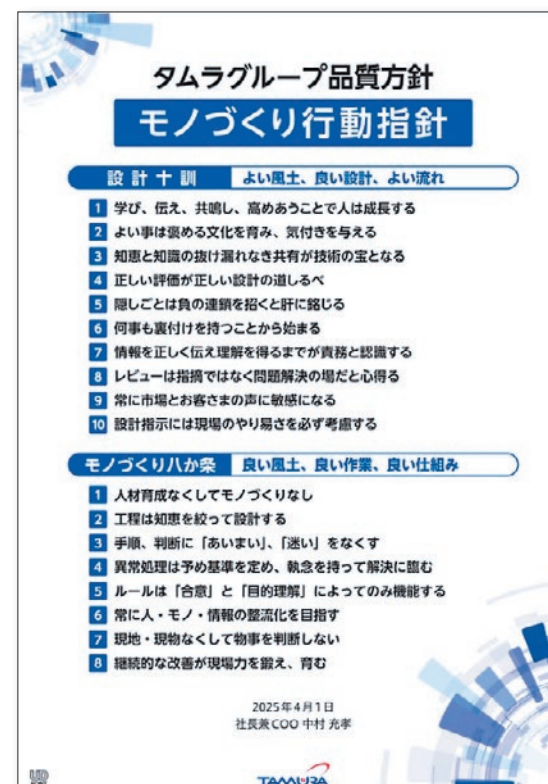 タムラグループ品質方針
モノづくり行動指針
設計十訓 よい風土、良い設計、よい流れ
1 学び、伝え、共鳴し、高めあうことで人は成長する
2 よい事は褒める文化を育み、気付きを与える
3 知恵と知識の抜け漏れなき共有が技術の宝となる
4 正しい評価が正しい設計の道しるべ
5 隠しごとは負の連鎖を招くと肝に銘じる
6 何事も裏付けを持つことから始まる
7 情報を正しく伝え理解を得るまでが責務と認識する
8 レビューは指摘ではなく問題解決の場だと心得る
9 常に市場とお客さまの声に敏感になる
10 設計指示には現場のやり易さを必ず考慮する
モノづくり八か条 良い風土、良い作業、良い仕組み
1 人材育成なくしてモノづくりなし
2 工程は知恵を絞って設計する
3 手順、判断に「あいまい」、「迷い」をなくす
4 異常処理は予め基準を定め、執念を持って解決に臨む
5 ルールは「合意」と「目的理解」によってのみ機能する
6 常に人・モノ・情報の整流化を目指す
7 現地・現物なくして物事を判断しない
8 継続的な改善が現場力を鍛え、育む
2025年4月1日
社長兼COO 中村 充孝
TAMURA